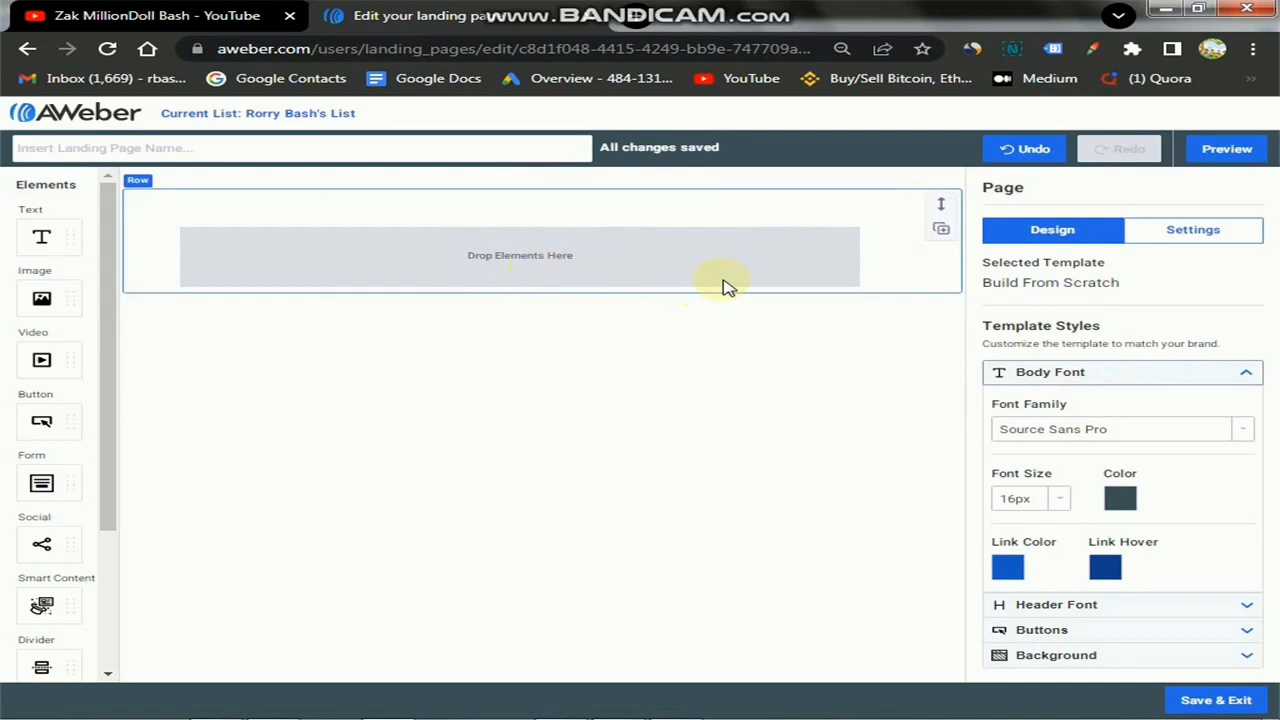 Zak MillionDoll Bash - YouTube
Edit your landing pa
www.BANDICAM.com
aweber.com/users/landing_pages/edit/c8d1f048-4415-4249-bb9e-747709a...
Inbox (1,669) - rbas...
Google Contacts
Google Docs
Overview - 484-131...
YouTube
Buy/Sell Bitcoin, Eth...
Medium
(1) Quora
AWeber
Current List: Rorry Bash's List
Insert Landing Page Name...
All changes saved
Undo
Redo
Preview
Elements
Text
Image
Video
Button
Form
Social
Smart Content
Divider
Row
Drop Elements Here
Page
Design
Settings
Selected Template
Build From Scratch
Template Styles
Customize the template to match your brand.
Body Font
Font Family
Source Sans Pro
Font Size
Color
16px
Link Color
Link Hover
Header Font
Buttons
Background
Save & Exit